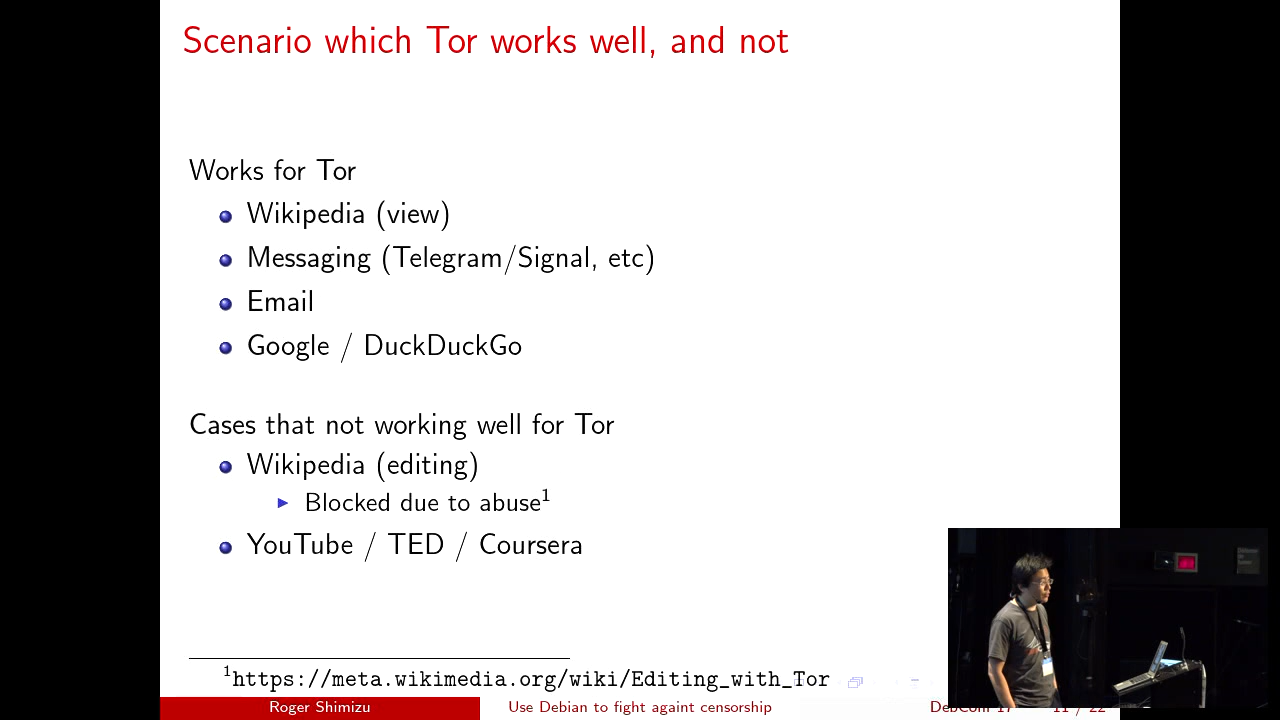 Scenario which Tor works well, and not
Works for Tor
Wikipedia (view)
Messaging (Telegram/Signal, etc)
Email
Google / DuckDuckGo
Cases that not working well for Tor
Wikipedia (editing)
Blocked due to abuse1
YouTube / TED / Coursera
1https://meta.wikimedia.org/wiki/Editing_with_Tor
Roger Shimizu Use Debian to fight againt censorship DebConf 17 11 / 22